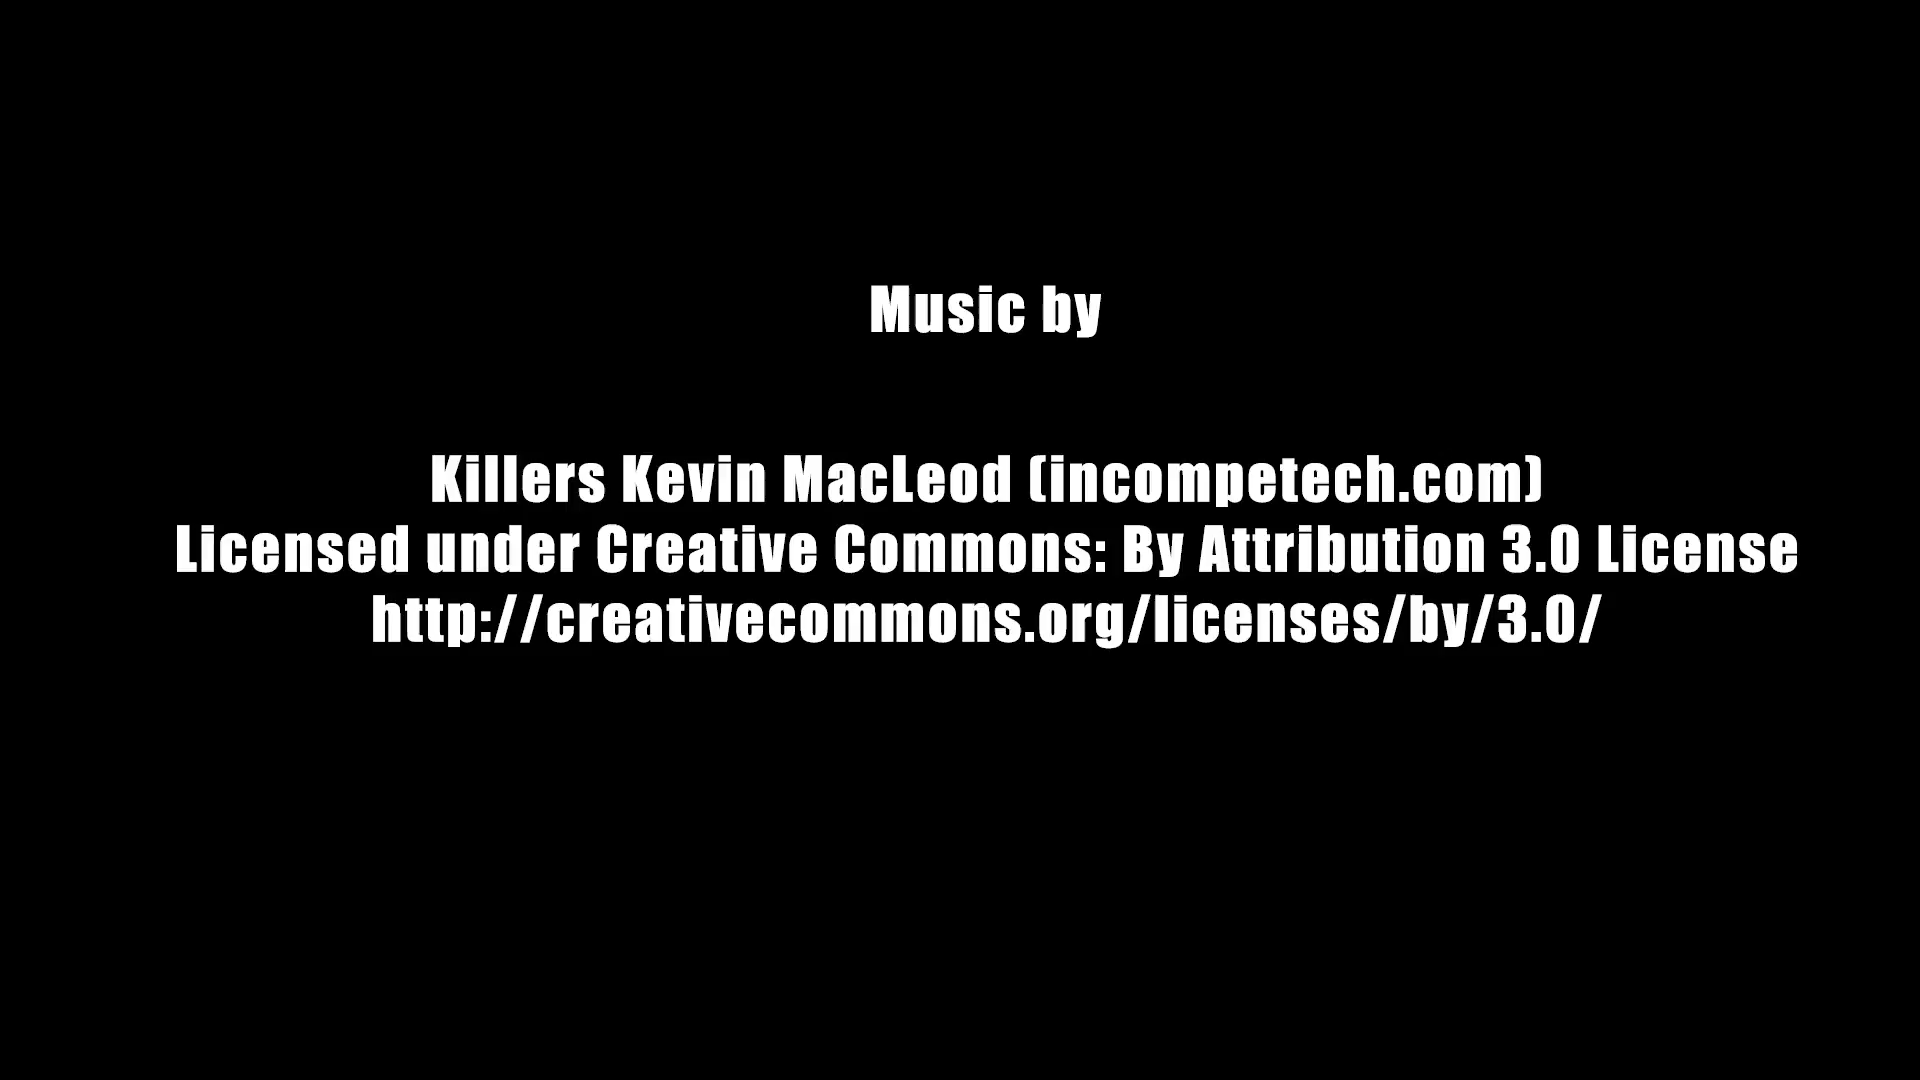 Music by
Killers Kevin MacLeod (incompetech.com)
Licensed under Creative Commons: By Attribution 3.0 License
http://creativecommons.org/licenses/by/3.0/